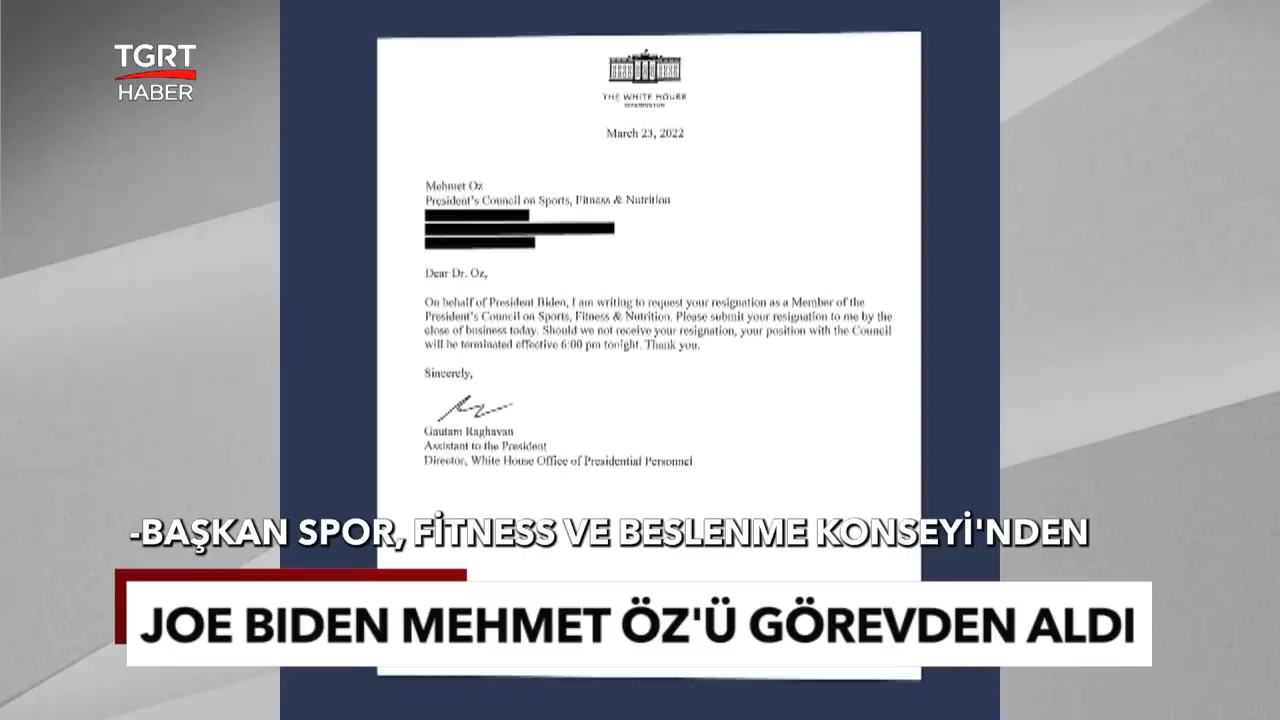 TGRT
HABER
THE WHITE HOUSE
WASHINGTON
March 23, 2022
Mehmet Oz
President's Council on Sports, Fitness & Nutrition
Dear Dr. Oz,
On behalf of President Biden, I am writing to request your resignation as a Member of the
President's Council on Sports, Fitness & Nutrition. Please submit your resignation to me by the
close of business today. Should we not receive your resignation, your position with the Council
will be terminated effective 6:00 pm tonight. Thank you.
Sincerely,
Gautam Raghavan
Assistant to the President
Director, White House Office of Presidential Personnel
-BAŞKAN SPOR, FİTNESS VE BESLENME KONSEYİ'NDEN
JOE BIDEN MEHMET ÖZ'Ü GÖREVDEN ALDI